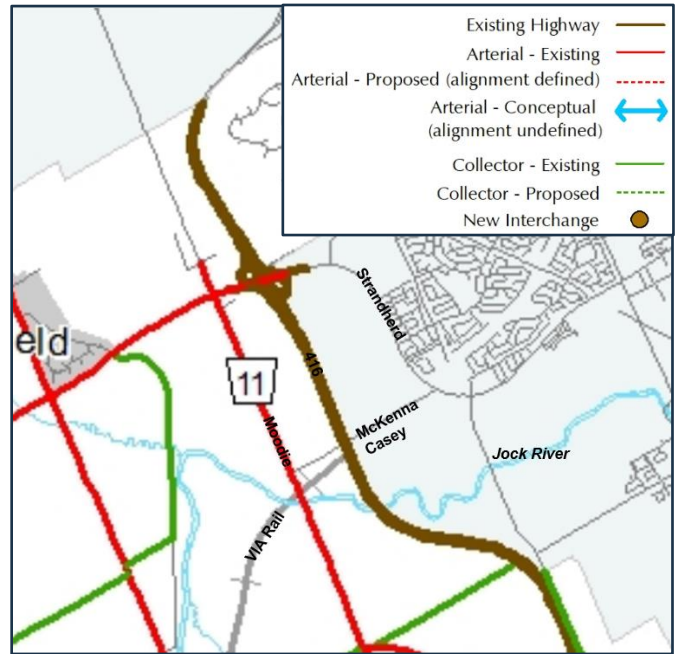 Existing Highway
Arterial - Existing
Arterial - Proposed (alignment defined)
Arterial - Conceptual
(alignment undefined)
Collector - Existing
Collector - Proposed
New Interchange
Strandherd
eld
416
11
McKenna
Casey
Moodie
Jock River
VIA Rail